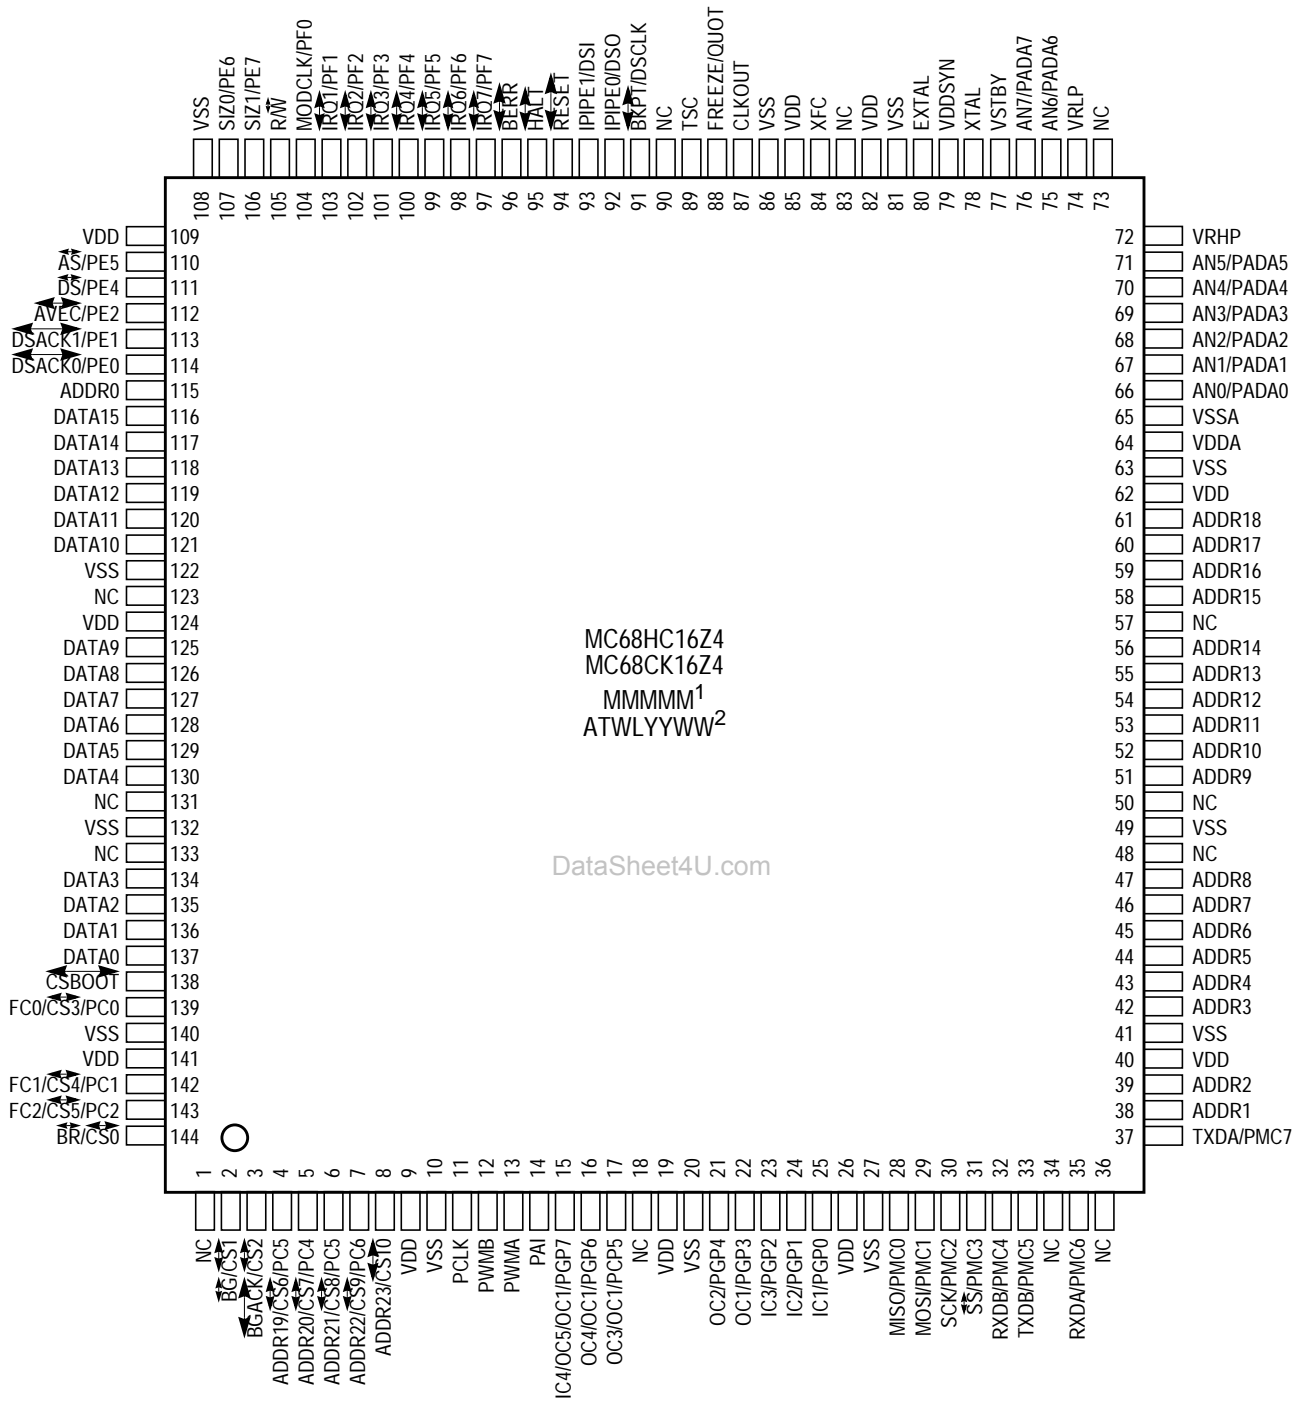 VSS
SIZ0/PE6
SIZ1/PE7
R/W
MODCLK/PF0
IRQ1/PF1
IRQ2/PF2
IRQ3/PF3
IRQ4/PF4
IRQ5/PF5
IRQ6/PF6
IRQ7/PF7
BERR
HALT
RESET
IPIPE1/DSI
IPIPE0/DSO
BKPT/DSCLK
NC
TSC
FREEZE/QUOT
CLKOUT
VSS
VDD
XFC
NC
VDD
VSS
EXTAL
VDDSYN
XTAL
VSTBY
AN7/PADA7
AN6/PADA6
VRLP
NC
108
107
106
105
104
103
102
101
100
99
98
97
96
95
94
93
92
91
90
89
88
87
86
85
84
83
82
81
80
79
78
77
76
75
74
73
VDD 109
AS/PE5 110
DS/PE4 111
AVEC/PE2 112
DSACK1/PE1 113
DSACK0/PE0 114
ADDR0 115
DATA15 116
DATA14 117
DATA13 118
DATA12 119
DATA11 120
DATA10 121
VSS 122
NC 123
VDD 124
DATA9 125
DATA8 126
DATA7 127
DATA6 128
DATA5 129
DATA4 130
NC 131
VSS 132
NC 133
DATA3 134
DATA2 135
DATA1 136
DATA0 137
CSBOOT 138
FC0/CS3/PC0 139
VSS 140
VDD 141
FC1/CS4/PC1 142
FC2/CS5/PC2 143
BR/CS0 144
MC68HC16Z4
MC68CK16Z4
MMMMM1
ATWLYYWW2
DataSheet4U.com
72 VRHP
71 AN5/PADA5
70 AN4/PADA4
69 AN3/PADA3
68 AN2/PADA2
67 AN1/PADA1
66 AN0/PADA0
65 VSSA
64 VDDA
63 VSS
62 VDD
61 ADDR18
60 ADDR17
59 ADDR16
58 ADDR15
57 NC
56 ADDR14
55 ADDR13
54 ADDR12
53 ADDR11
52 ADDR10
51 ADDR9
50 NC
49 VSS
48 NC
47 ADDR8
46 ADDR7
45 ADDR6
44 ADDR5
43 ADDR4
42 ADDR3
41 VSS
40 VDD
39 ADDR2
38 ADDR1
37 TXDA/PMC7
1
2
3
4
5
6
7
8
9
10
11
12
13
14
15
16
17
18
19
20
21
22
23
24
25
26
27
28
29
30
31
32
33
34
35
36
NC
BG/CS1
BGACK/CS2
ADDR19/CS6/PC5
ADDR20/CS7/PC4
ADDR21/CS8/PC5
ADDR22/CS9/PC6
ADDR23/CS10
VDD
VSS
PCLK
PWMB
PWMA
PAI
IC4/OC5/OC1/PGP7
OC4/OC1/PGP6
OC3/OC1/PCP5
NC
VDD
VSS
OC2/PGP4
OC1/PGP3
IC3/PGP2
IC2/PGP1
IC1/PGP0
VDD
VSS
MISO/PMC0
MOSI/PMC1
SCK/PMC2
SS/PMC3
RXDB/PMC4
TXDB/PMC5
NC
RXDA/PMC6
NC